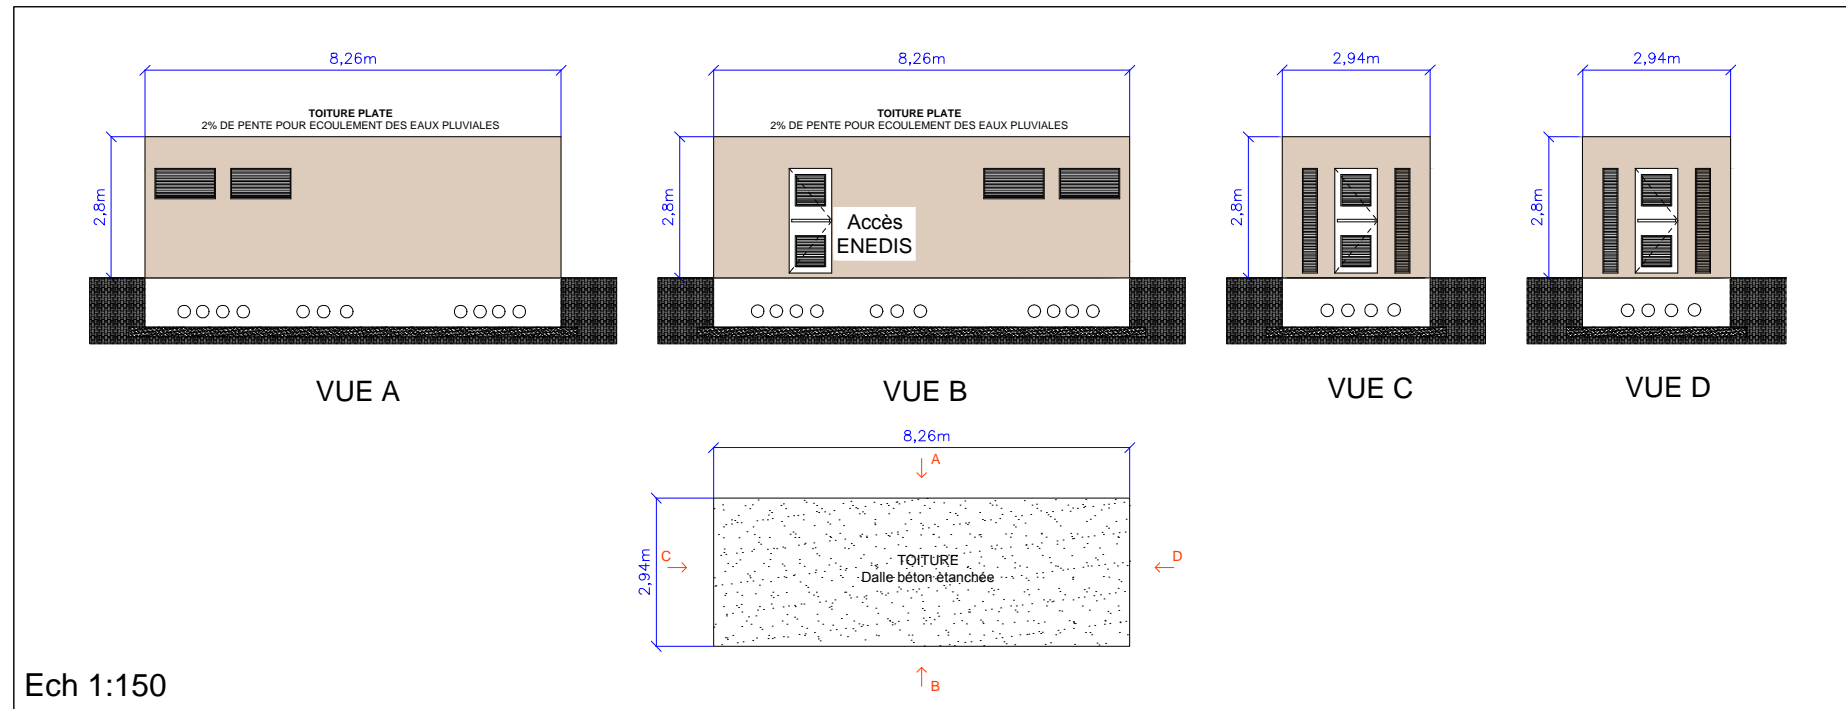 8,26m
8,26m
2,94m
2,94m
TOITURE PLATE
2% DE PENTE POUR ECOULEMENT DES EAUX PLUVIALES
TOITURE PLATE
2% DE PENTE POUR ECOULEMENT DES EAUX PLUVIALES
2,8m
2,8m
Accès
ENEDIS
2,8m
2,8m
VUE A
VUE B
VUE C
VUE D
8,26m
A
C
2,94m
TOITURE
Dalle béton ètanchée
D
B
Ech 1:150